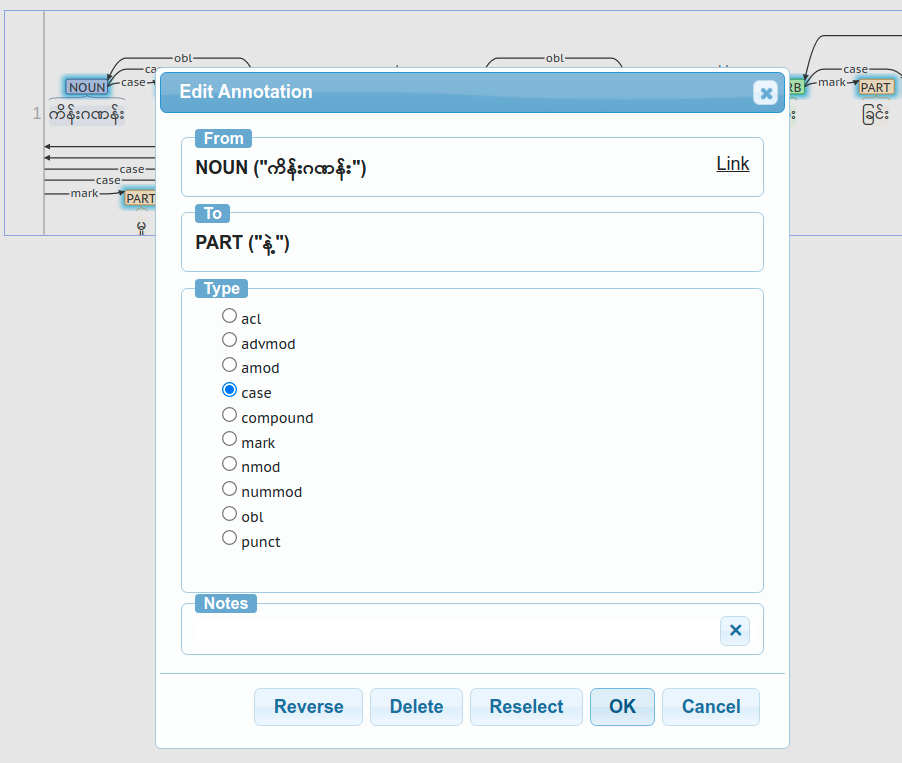 obl obl
ca case
NOUN case Edit Annotation RB mark PART
1 ကိန်းဂဏန်း ခြင်း
From
NOUN ("ကိန်းဂဏန်း") Link
case
case
mark PART
မှု
To
PART ("နဲ့")
Type
acl
advmod
amod
case
compound
mark
nmod
nummod
obl
punct
Notes
Reverse Delete Reselect OK Cancel